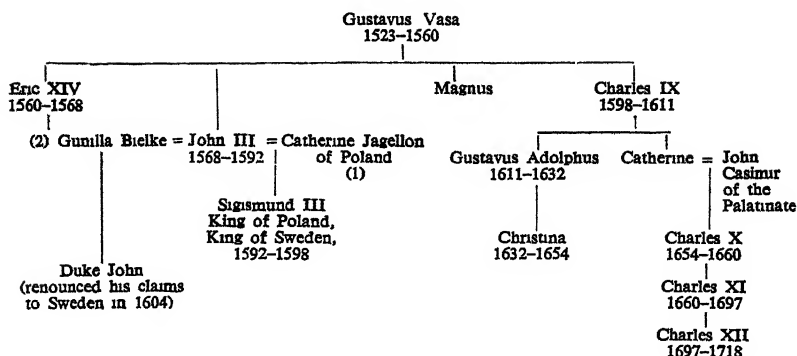 Gustavus Vasa
1523–1560
Eric XIV
1560–1568
Magnus
Charles IX
1598–1611
(2) Gunilla Bielke = John III = Catherine Jagellon
1568–1592
of Poland
(1)
Gustavus Adolphus
1611–1632
Catherine = John
Casimir
of the
Palatinate
Sigismund III
King of Poland,
King of Sweden,
1592–1598
Christina
1632–1654
Charles X
1654–1660
Duke John
(renounced his claims
to Sweden in 1604)
Charles XI
1660–1697
Charles XII
1697–1718